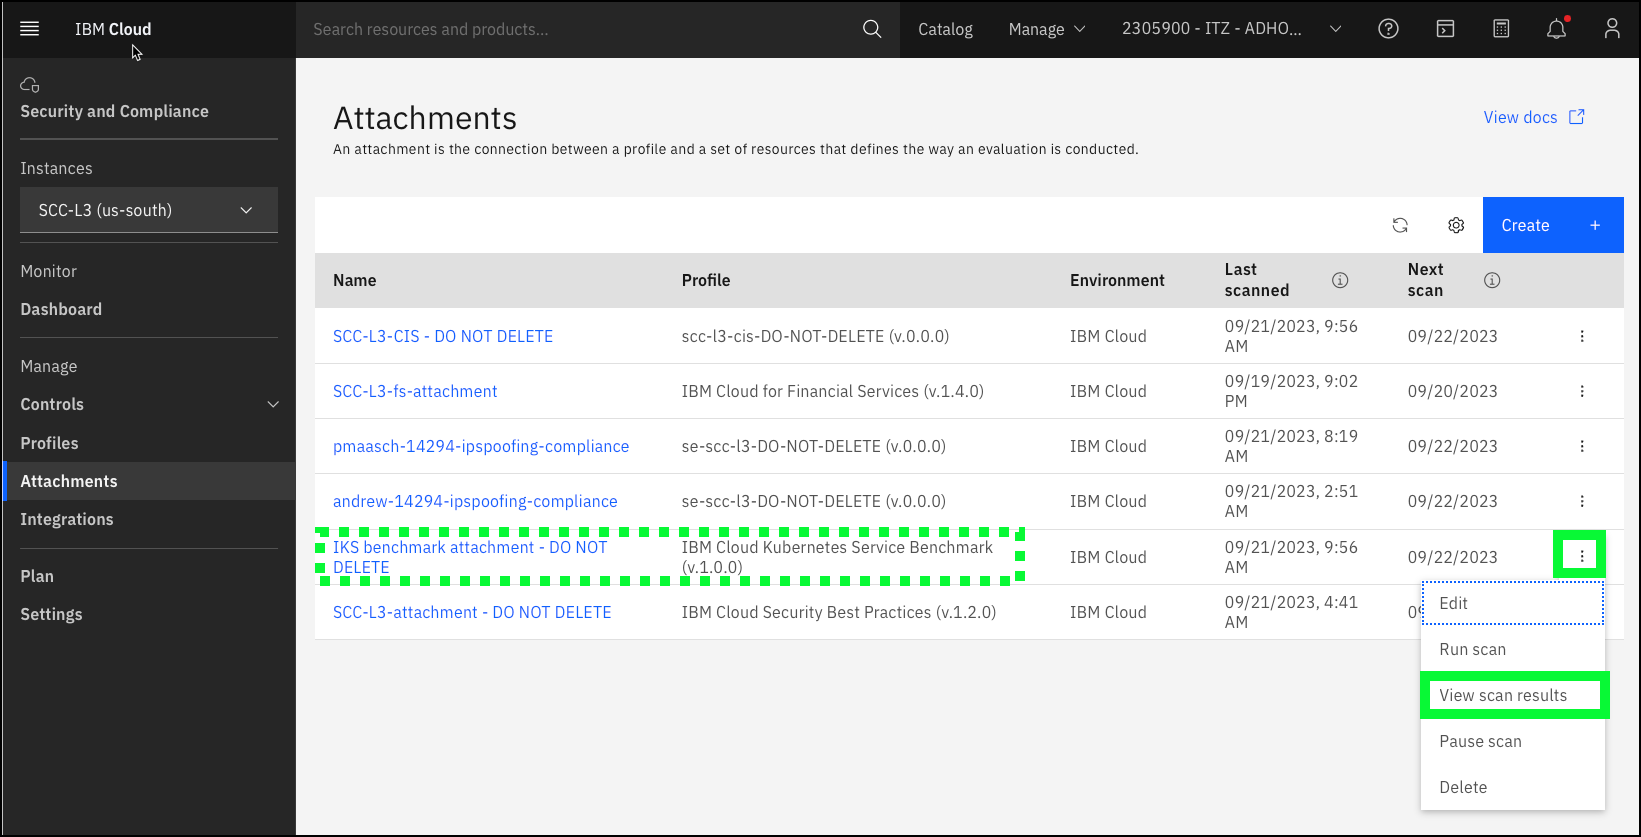 IBM Cloud
Search resources and products...
Catalog
Manage
2305900 - ITZ - ADHO...
Security and Compliance
Instances
SCC-L3 (us-south)
Monitor
Dashboard
Manage
Controls
Profiles
Attachments
Integrations
Plan
Settings
Attachments
View docs
An attachment is the connection between a profile and a set of resources that defines the way an evaluation is conducted.
Create +
Name Profile Environment Last scanned Next scan
SCC-L3-CIS - DO NOT DELETE scc-l3-cis-DO-NOT-DELETE (v.0.0.0) IBM Cloud 09/21/2023, 9:56 AM 09/22/2023
SCC-L3-fs-attachment IBM Cloud for Financial Services (v.1.4.0) IBM Cloud 09/19/2023, 9:02 PM 09/20/2023
pmaasch-14294-ipspoofing-compliance se-scc-l3-DO-NOT-DELETE (v.0.0.0) IBM Cloud 09/21/2023, 8:19 AM 09/22/2023
andrew-14294-ipspoofing-compliance se-scc-l3-DO-NOT-DELETE (v.0.0.0) IBM Cloud 09/21/2023, 2:51 AM 09/22/2023
IKS benchmark attachment - DO NOT DELETE IBM Cloud Kubernetes Service Benchmark (v.1.0.0) IBM Cloud 09/21/2023, 9:56 AM 09/22/2023
SCC-L3-attachment - DO NOT DELETE IBM Cloud Security Best Practices (v.1.2.0) IBM Cloud 09/21/2023, 4:41 AM
Edit
Run scan
View scan results
Pause scan
Delete